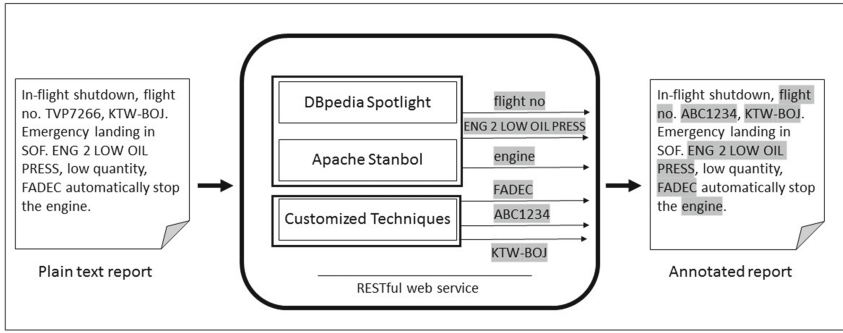 In-flight shutdown, flight
no. TVP7266, KTW-BOJ.
Emergency landing in
SOF. ENG 2 LOW OIL
PRESS, low quantity,
FADEC automatically stop
the engine.
Plain text report
DBpedia Spotlight
Apache Stanbol
Customized Techniques
flight no
ENG 2 LOW OIL PRESS
engine
FADEC
ABC1234
KTW-BOJ
RESTful web service
In-flight shutdown, flight
no. ABC1234, KTW-BOJ.
Emergency landing in
SOF. ENG 2 LOW OIL
PRESS, low quantity,
FADEC automatically stop
the engine.
Annotated report